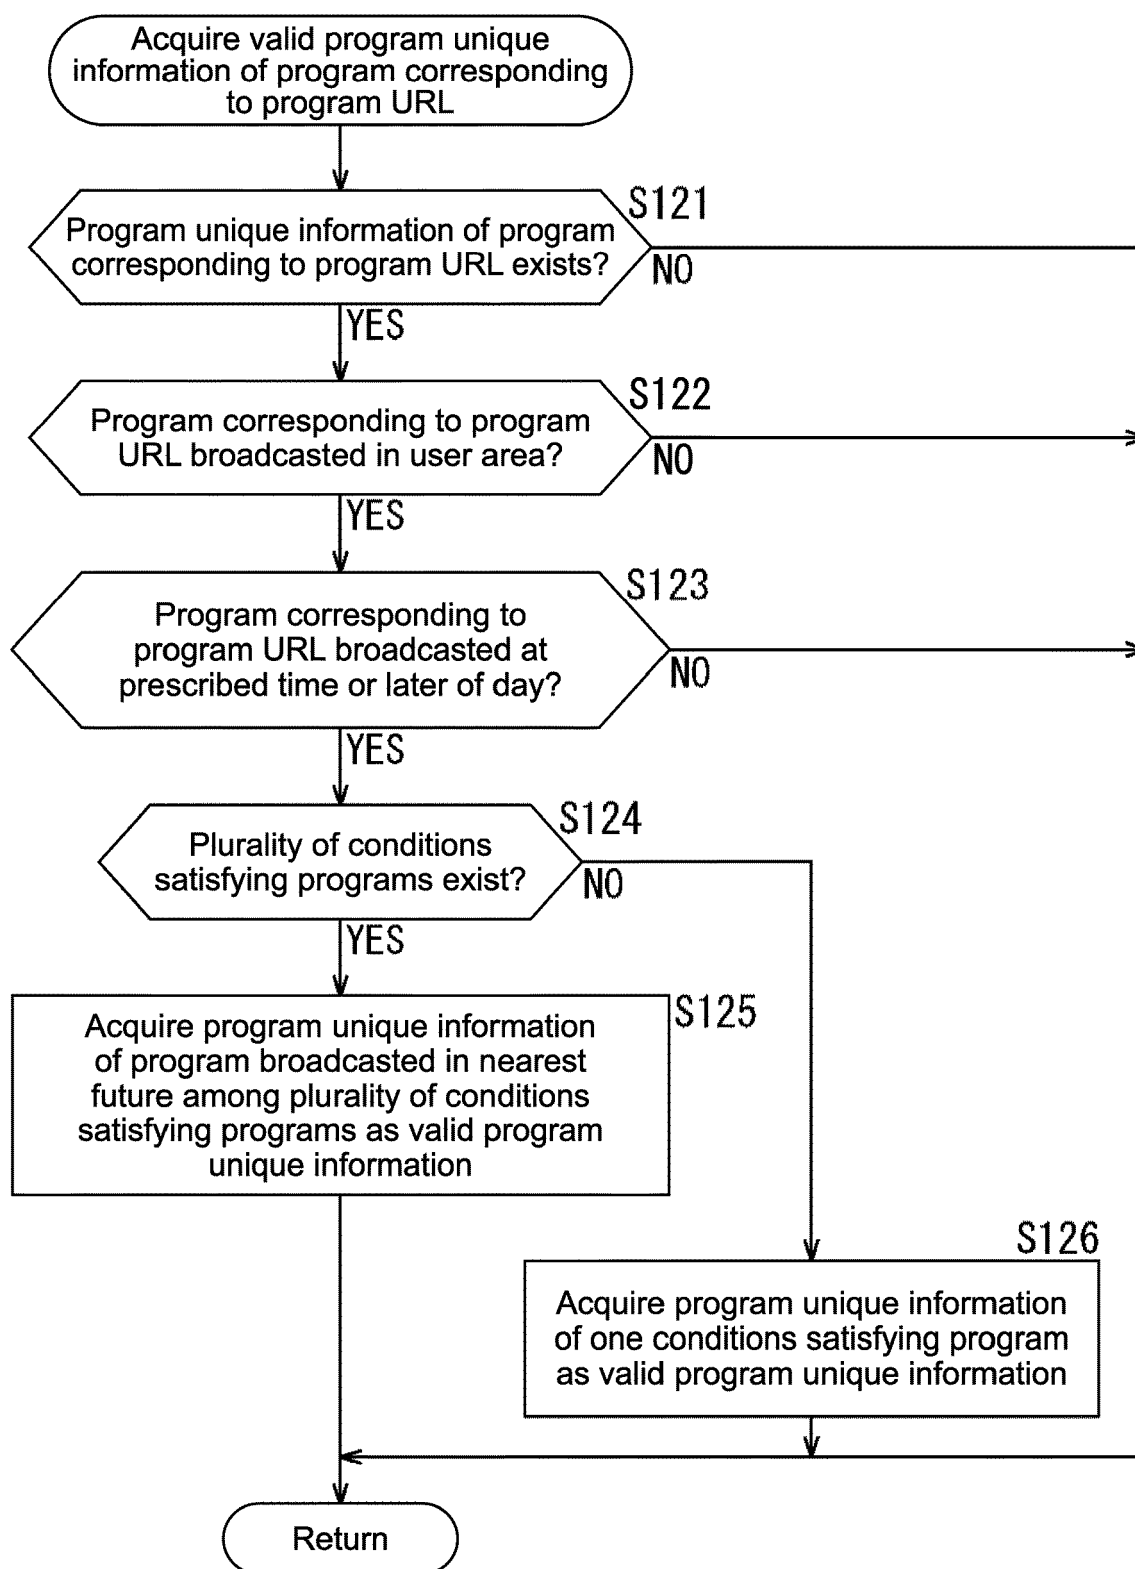 Acquire valid program unique
information of program corresponding
to program URL
S121
Program unique information of program
corresponding to program URL exists?
NO
YES
S122
Program corresponding to program
URL broadcasted in user area?
NO
YES
S123
Program corresponding to
program URL broadcasted at
prescribed time or later of day?
NO
YES
S124
Plurality of conditions
satisfying programs exist?
NO
YES
S125
Acquire program unique information
of program broadcasted in nearest
future among plurality of conditions
satisfying programs as valid program
unique information
S126
Acquire program unique information
of one conditions satisfying program
as valid program unique information
Return